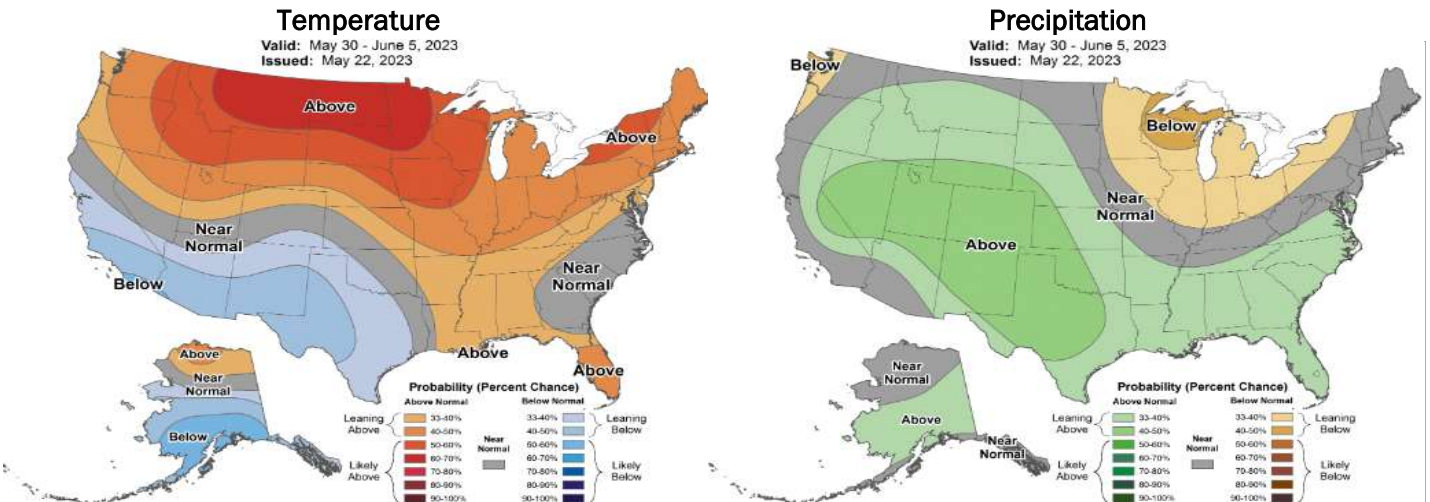 Temperature
Valid: May 30 - June 5, 2023
Issued: May 22, 2023
Above
Above
Near
Normal
Below
Near
Normal
Above
Above
Above
Near
Normal
Below
Probability (Percent Chance)
Above Normal
Below Normal
Leaning
Above
33-40%
40-50%
Likely
Above
50-60%
60-70%
70-80%
80-90%
90-100%
Near
Normal
33-40%
40-50%
Leaning
Below
50-60%
60-70%
70-80%
80-90%
90-100%
Likely
Below
Precipitation
Valid: May 30 - June 5, 2023
Issued: May 22, 2023
Below
Below
Near
Normal
Above
Near
Normal
Above
Near
Normal
Probability (Percent Chance)
Above Normal
Below Normal
Leaning
Above
33-40%
40-50%
Likely
Above
50-60%
60-70%
70-80%
80-90%
90-100%
Near
Normal
33-40%
40-50%
Leaning
Below
50-60%
60-70%
70-80%
80-90%
90-100%
Likely
Below